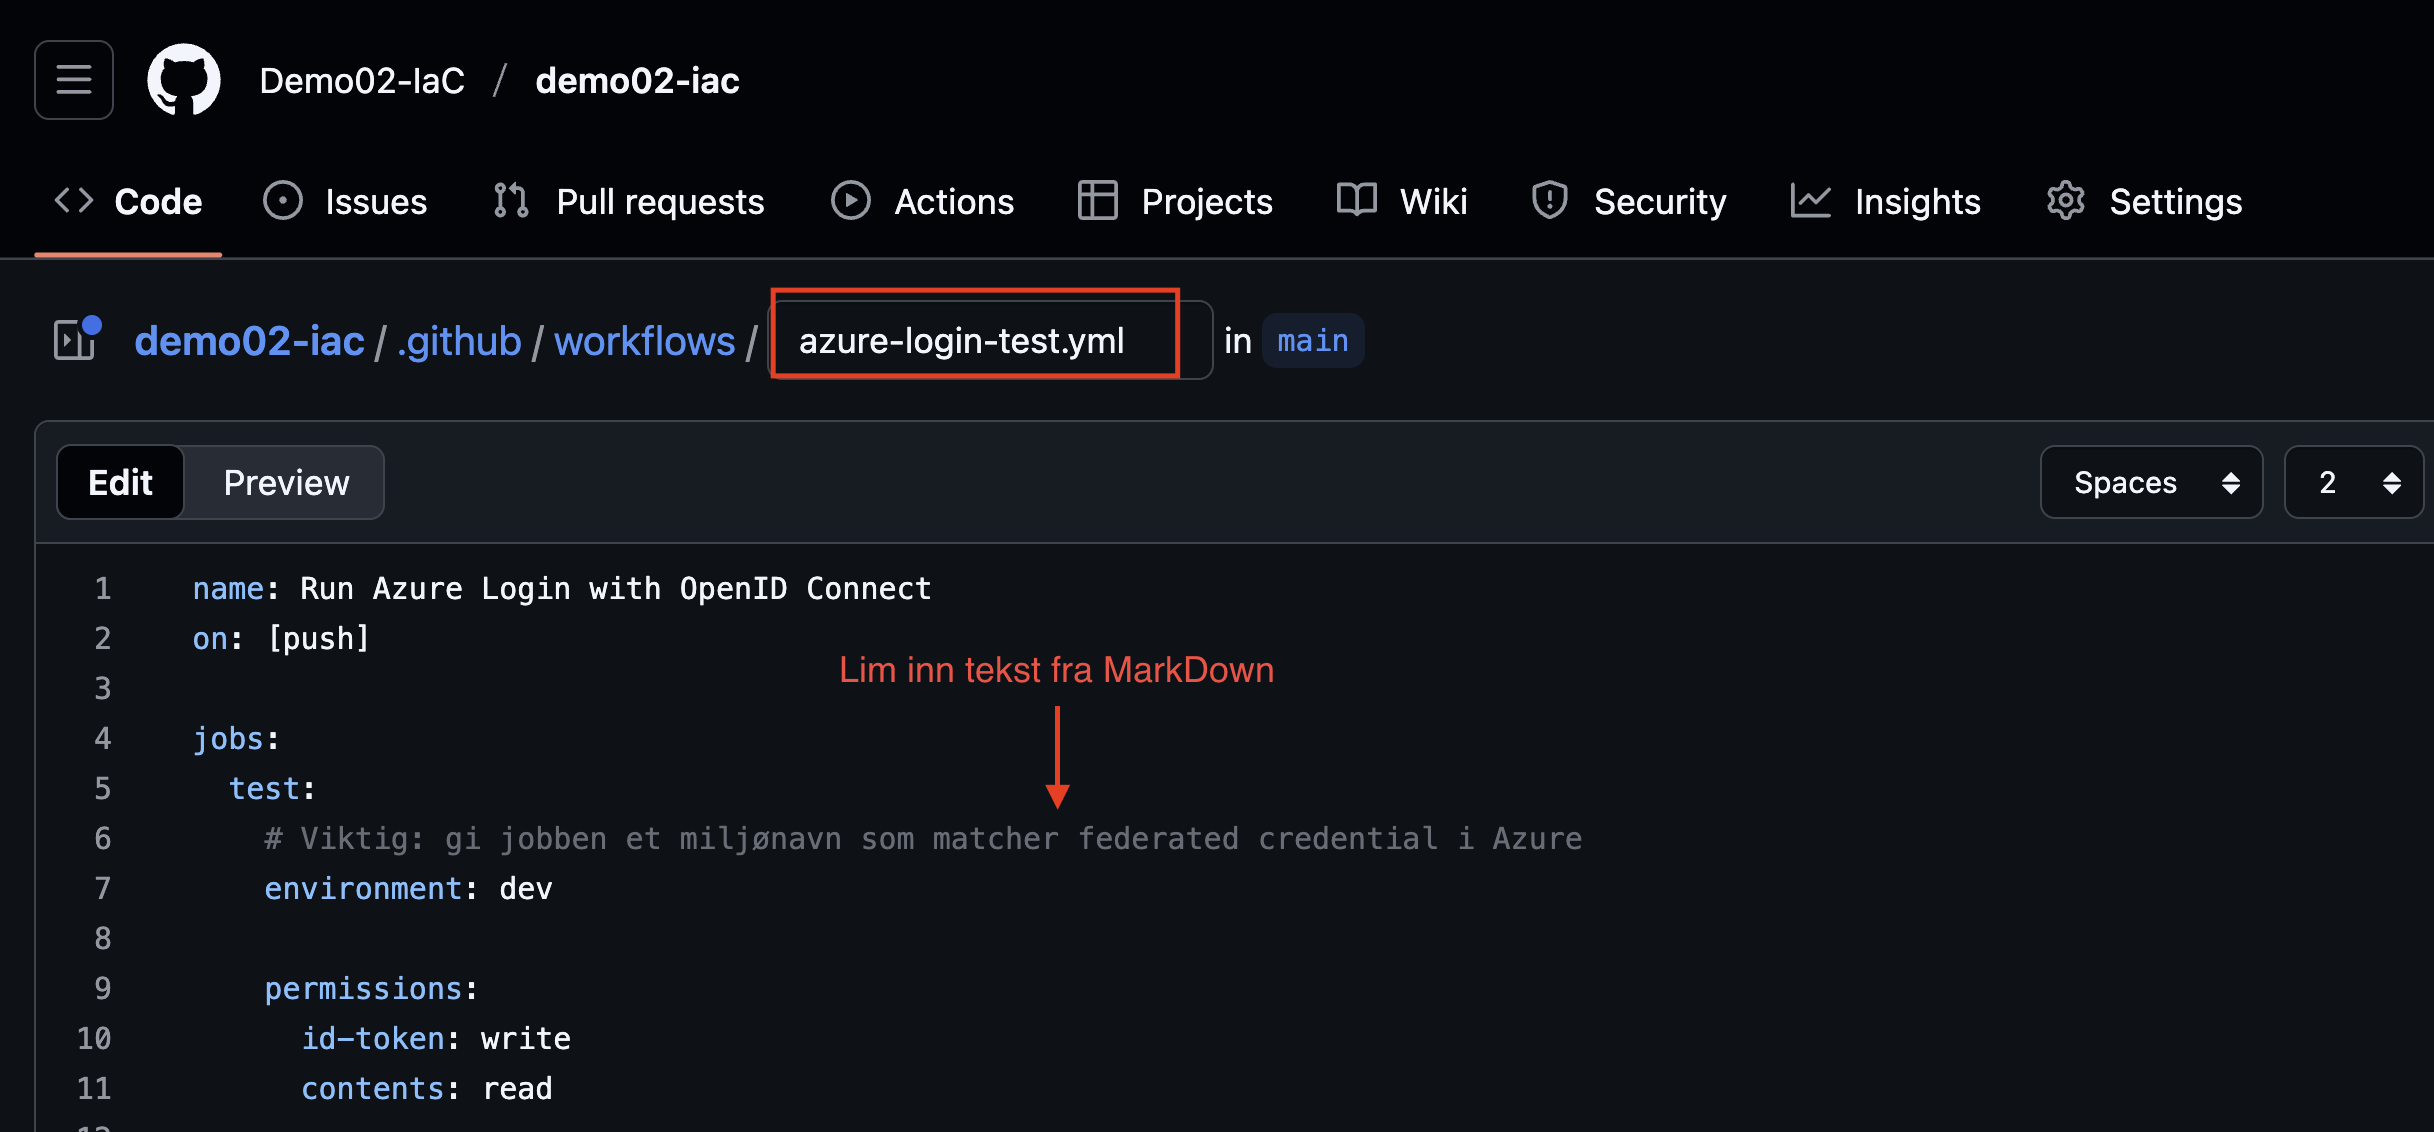 Demo02-IaC / demo02-iac
Code Issues Pull requests Actions Projects Wiki Security Insights Settings
demo02-iac / .github / workflows / azure-login-test.yml in main
Edit Preview Spaces 2
1 name: Run Azure Login with OpenID Connect
2 on: [push]
Lim inn tekst fra MarkDown
3
4 jobs:
5 test:
6 # Viktig: gi jobben et miljønavn som matcher federated credential i Azure
7 environment: dev
8
9 permissions:
10 id-token: write
11 contents: read